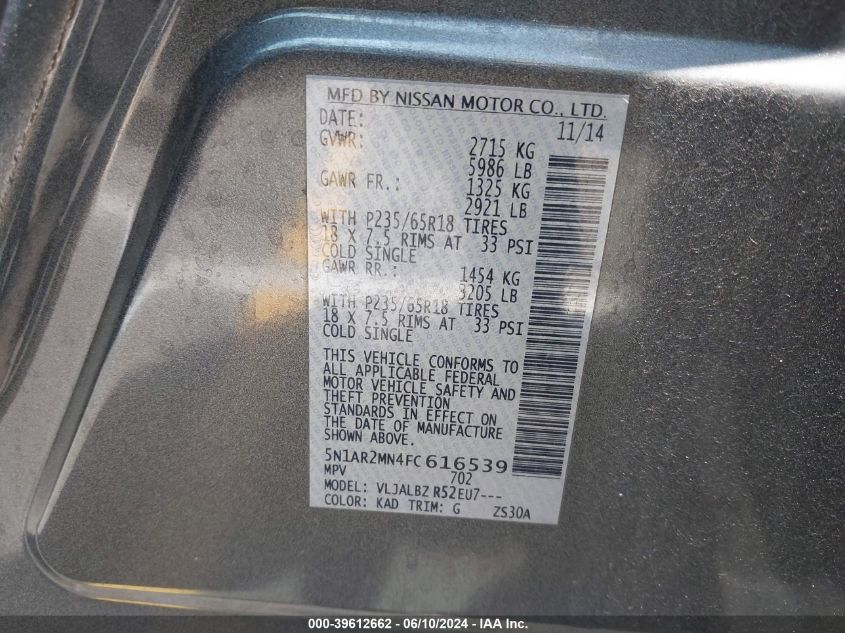 MFD BY NISSAN MOTOR CO., LTD.
DATE: 11/14
GVWR: 2715 KG
5986 LB
GAWR FR.: 1325 KG
2921 LB
WITH P235/65R18 TIRES
18 X 7.5 RIMS AT 33 PSI
COLD SINGLE
GAWR RR.: 1454 KG
3205 LB
WITH P235/65R18 TIRES
18 X 7.5 RIMS AT 33 PSI
COLD SINGLE
THIS VEHICLE CONFORMS TO
ALL APPLICABLE FEDERAL
MOTOR VEHICLE SAFETY AND
THEFT PREVENTION
STANDARDS IN EFFECT ON
THE DATE OF MANUFACTURE
SHOWN ABOVE.
5N1AR2MN4FC616539
MPV 702
MODEL: VLJALBZ R52EU7---
COLOR: KAD TRIM: G ZS30A
000-39612662 - 06/10/2024 - IAA Inc.